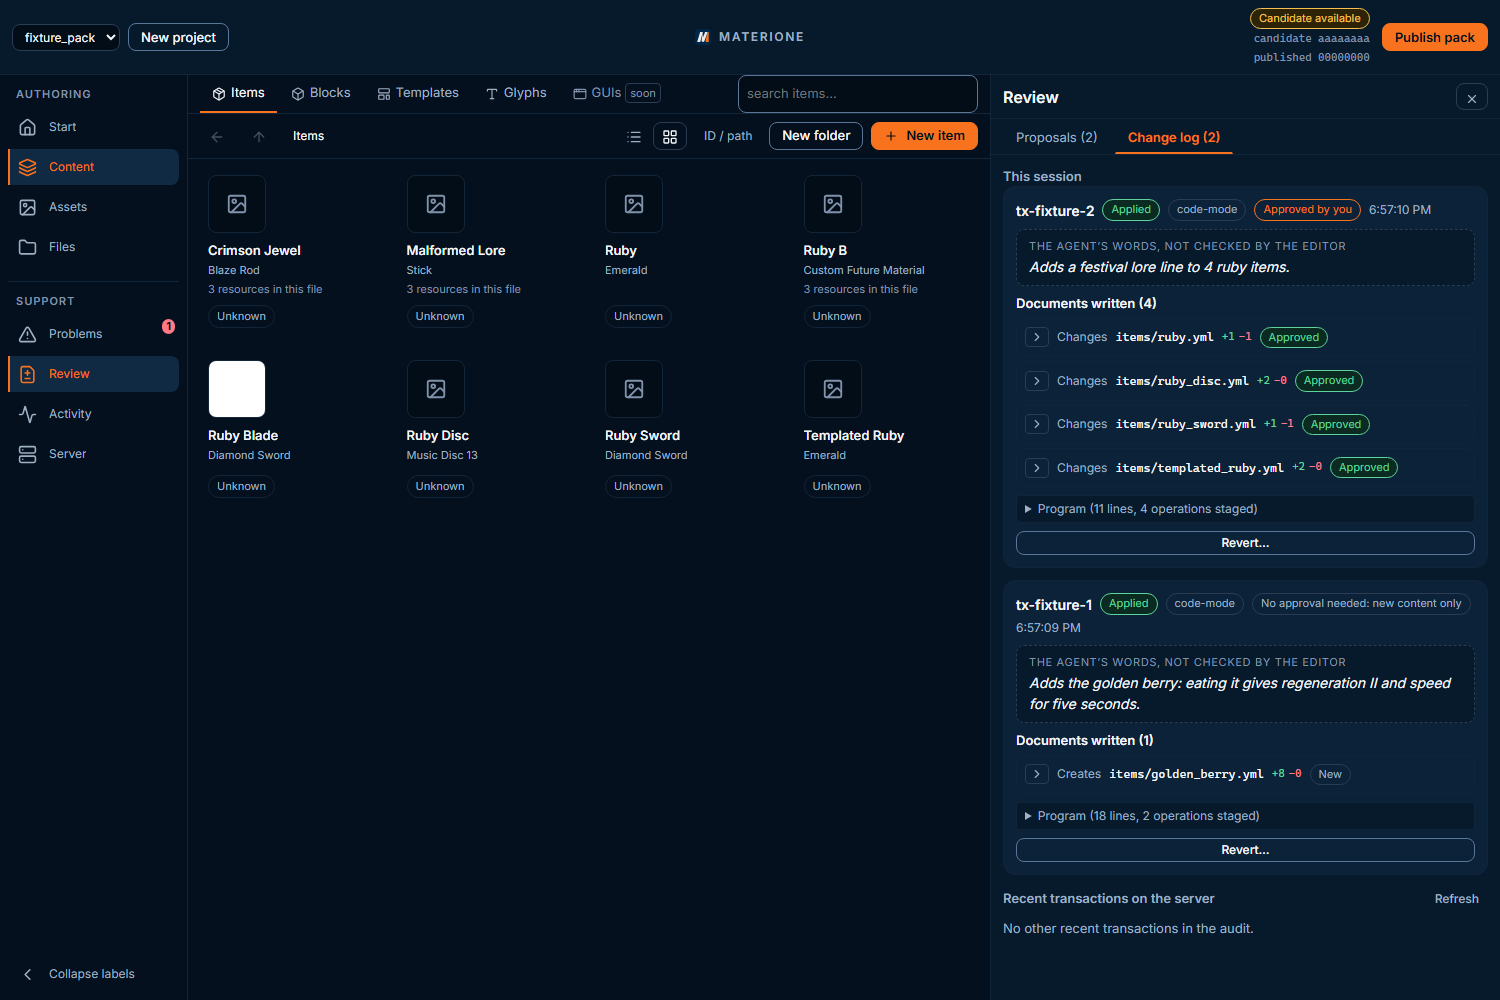 fixture_pack
New project
MATERIONE
Candidate available
candidate aaaaaaaa
published 00000000
Publish pack
AUTHORING
Start
Content
Assets
Files
SUPPORT
Problems
1
Review
Activity
Server
Collapse labels
Items
Blocks
Templates
Glyphs
GUIs
soon
search items...
Items
ID / path
New folder
New item
Crimson Jewel
Blaze Rod
3 resources in this file
Unknown
Malformed Lore
Stick
3 resources in this file
Unknown
Ruby
Emerald
Unknown
Ruby B
Custom Future Material
3 resources in this file
Unknown
Ruby Blade
Diamond Sword
Unknown
Ruby Disc
Music Disc 13
Unknown
Ruby Sword
Diamond Sword
Unknown
Templated Ruby
Emerald
Unknown
Review
Proposals (2)
Change log (2)
This session
tx-fixture-2 Applied code-mode Approved by you 6:57:10 PM
THE AGENT'S WORDS, NOT CHECKED BY THE EDITOR
Adds a festival lore line to 4 ruby items.
Documents written (4)
Changes items/ruby.yml +1 −1 Approved
Changes items/ruby_disc.yml +2 −0 Approved
Changes items/ruby_sword.yml +1 −1 Approved
Changes items/templated_ruby.yml +2 −0 Approved
Program (11 lines, 4 operations staged)
Revert...
tx-fixture-1 Applied code-mode No approval needed: new content only
6:57:09 PM
THE AGENT'S WORDS, NOT CHECKED BY THE EDITOR
Adds the golden berry: eating it gives regeneration II and speed
for five seconds.
Documents written (1)
Creates items/golden_berry.yml +8 −0 New
Program (18 lines, 2 operations staged)
Revert...
Recent transactions on the server
Refresh
No other recent transactions in the audit.